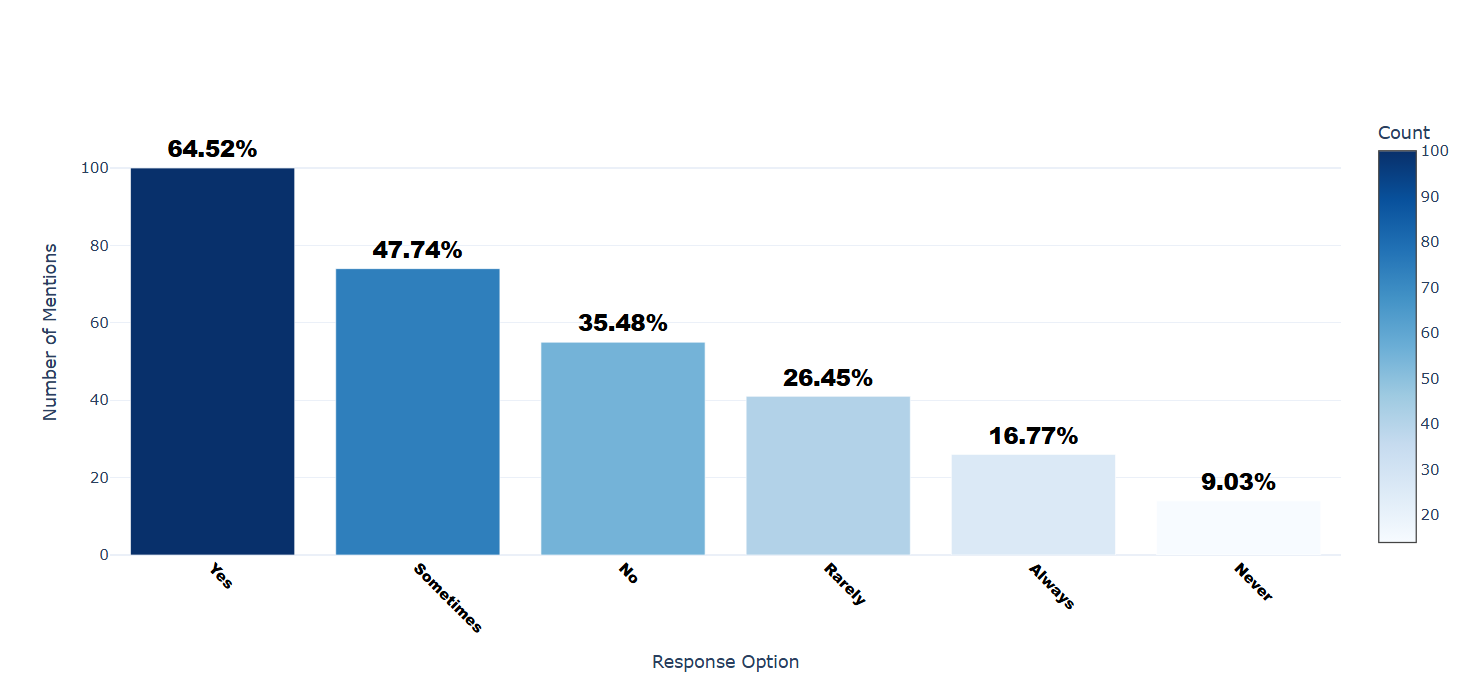 64.52%
47.74%
35.48%
26.45%
16.77%
9.03%
Number of Mentions
100
80
60
40
20
0
Yes
Sometimes
No
Rarely
Always
Never
Response Option
Count
100
90
80
70
60
50
40
30
20